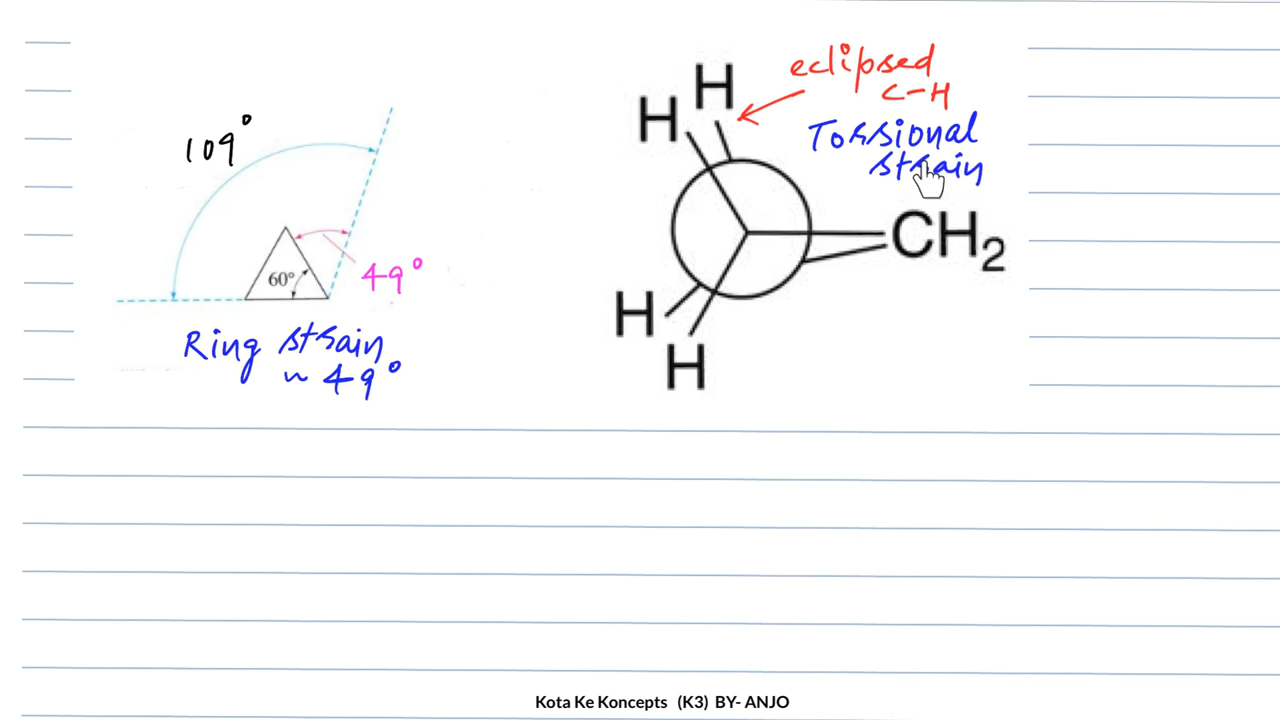 109°
60°
49°
Ring strain
~ 49°
eclipsed
C-H
Torsional
strain
H
H
CH2
H
H
Kota Ke Koncepts (K3) BY- ANJO